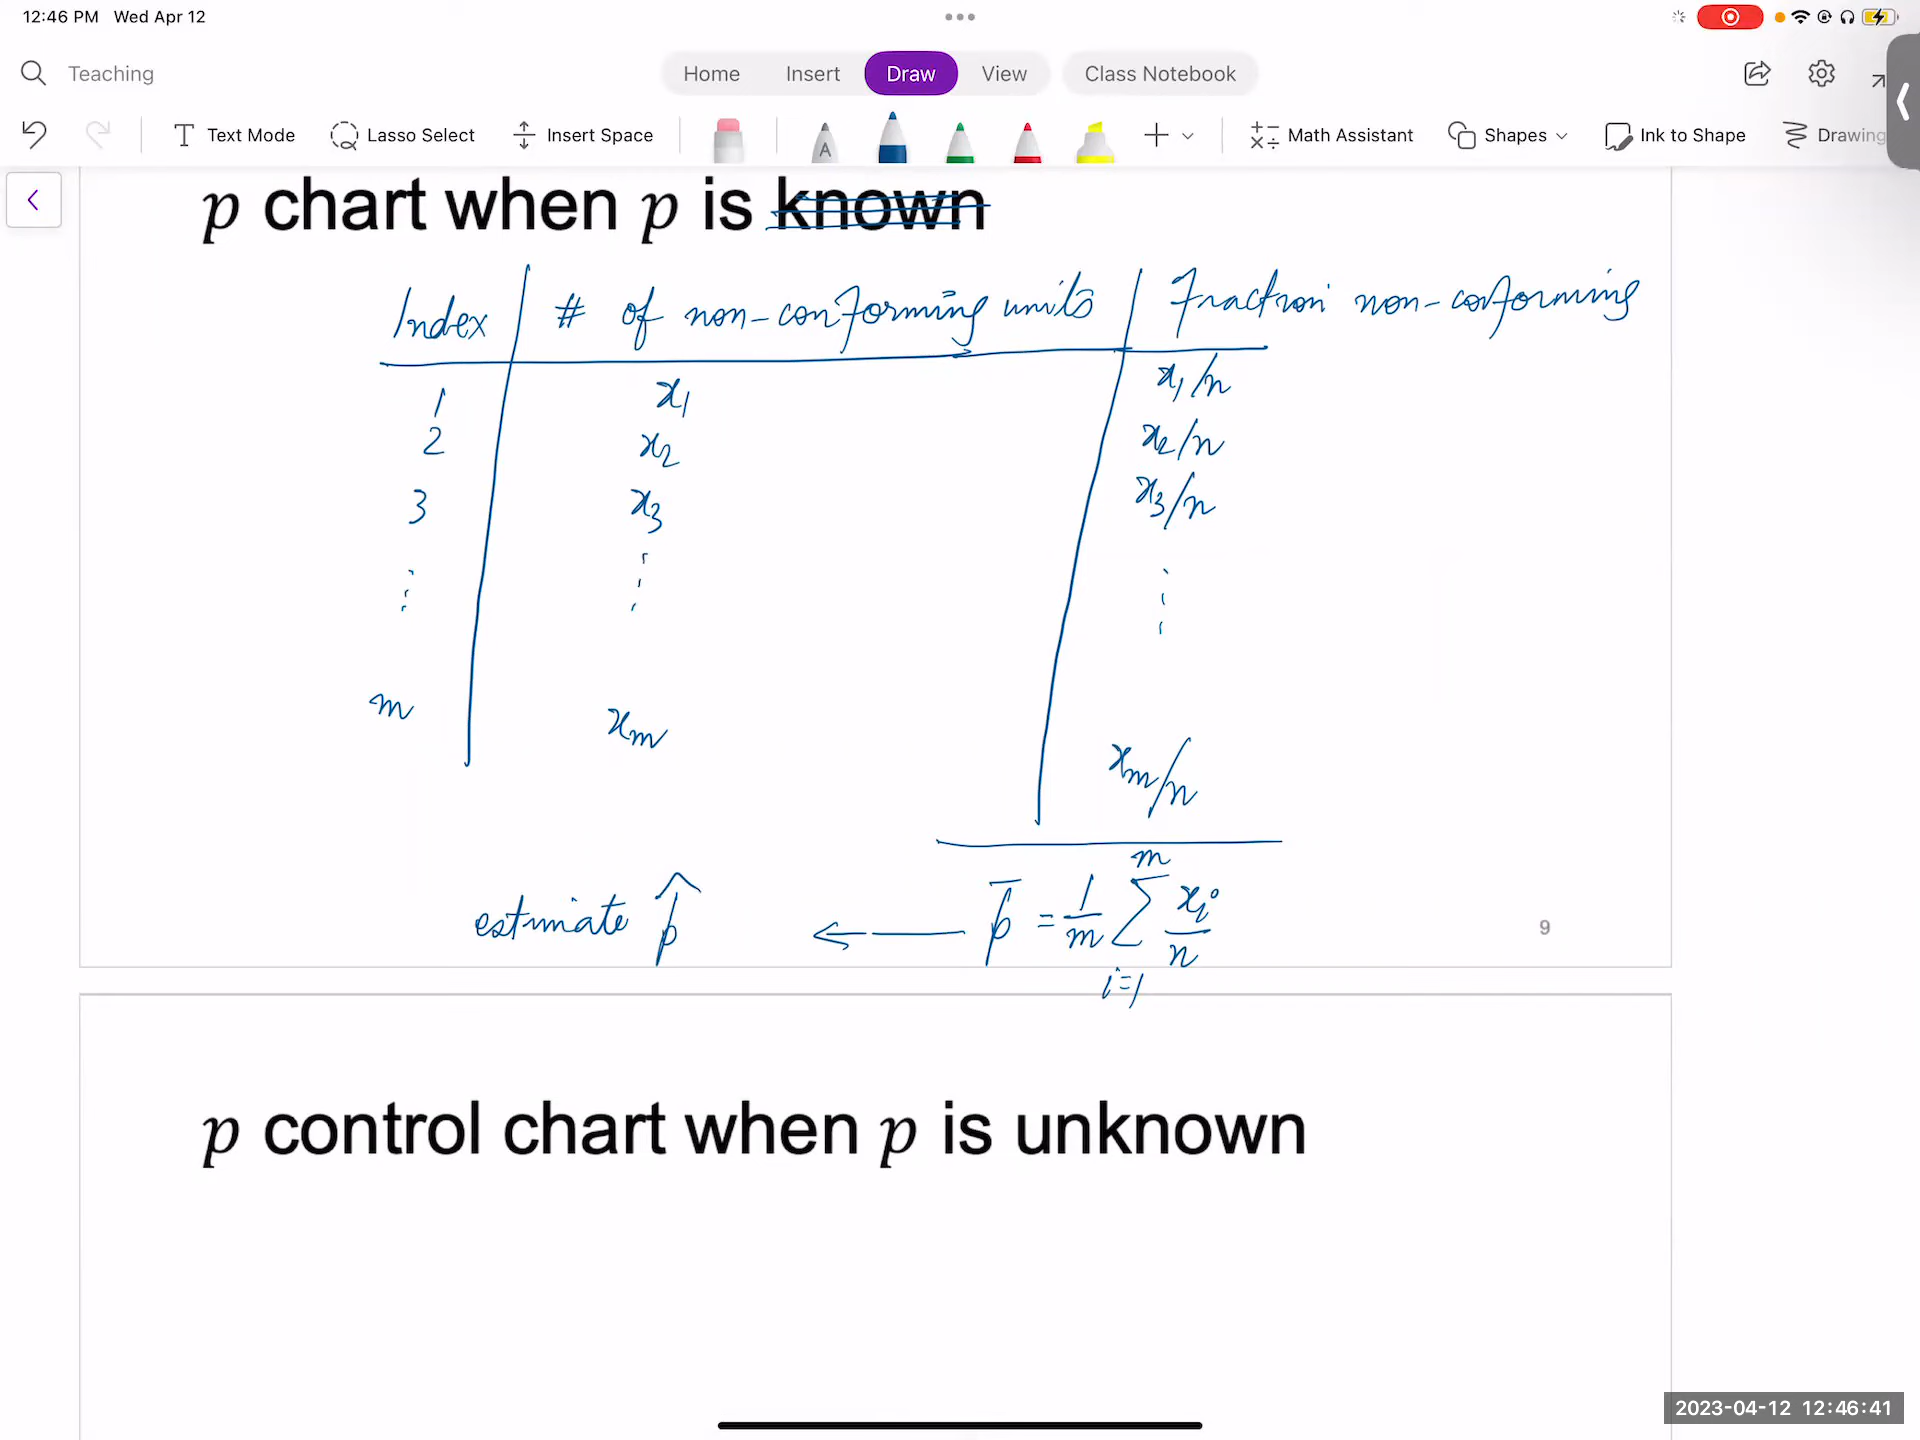 12:46 PM Wed Apr 12
Teaching
Home Insert Draw View Class Notebook
Text Mode Lasso Select Insert Space A Math Assistant Shapes Ink to Shape Drawing
p chart when p is known
Index # of non-conforming units Fraction non-conforming
1 x₁ x₁/n
2 x₂ x₂/n
3 x₃ x₃/n
⋮ ⋮ ⋮
m xₘ xₘ/n
estimate p̂ ← p̄ = 1/m ∑_{i=1}^{m} xᵢ/n
9
p control chart when p is unknown
2023-04-12 12:46:41